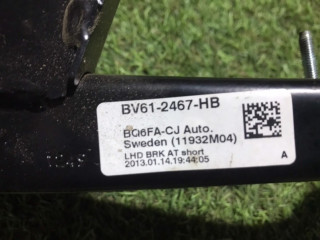 BV61-2467-HB
BQ6FA-CJ Auto.
Sweden (11932M04)
LHD BRK AT short
2013.01.14.19:44:05
A